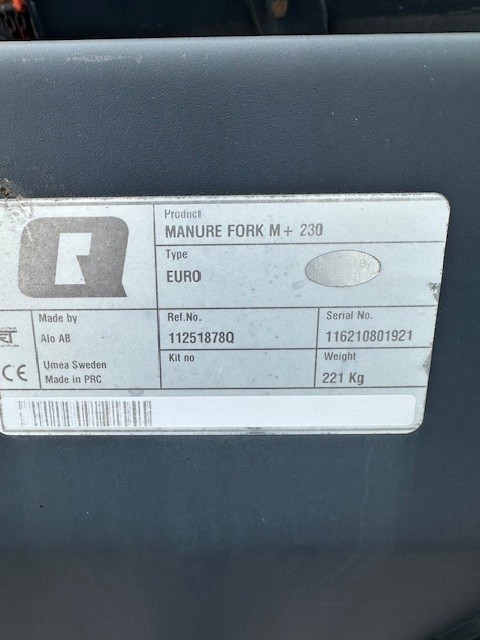 Product
MANURE FORK M+ 230
Type
EURO
Made by
Alo AB
Umea Sweden
Made in PRC
Ref.No.
11251878Q
Serial No.
116210801921
Kit no
Weight
221 Kg
CE